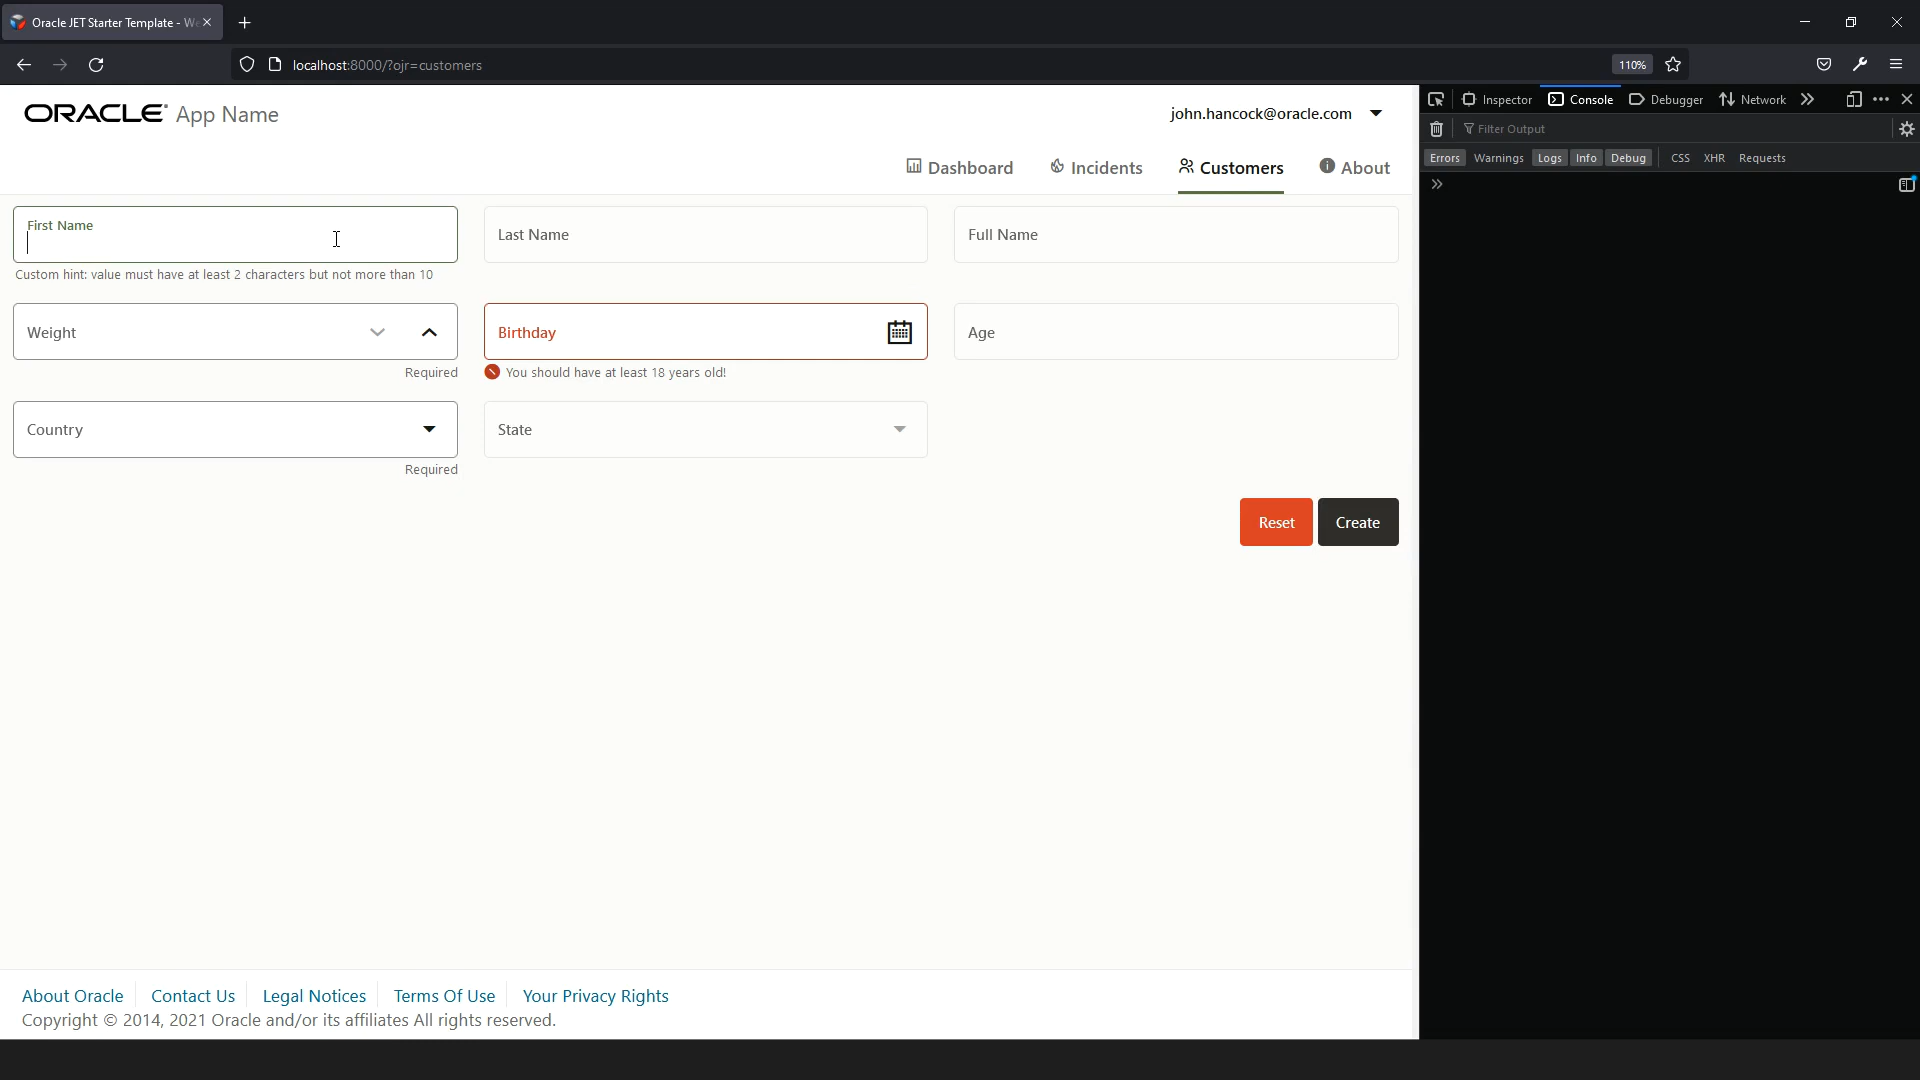 Oracle JET Starter Template - We
localhost:8000/?ojr=customers
110%
ORACLE App Name
john.hancock@oracle.com
Dashboard
Incidents
Customers
About
First Name
Last Name
Full Name
Custom hint: value must have at least 2 characters but not more than 10
Weight
Birthday
Age
Required
You should have at least 18 years old!
Country
State
Required
Reset
Create
About Oracle
Contact Us
Legal Notices
Terms Of Use
Your Privacy Rights
Copyright © 2014, 2021 Oracle and/or its affiliates All rights reserved.
Inspector
Console
Debugger
Network
Filter Output
Errors
Warnings
Logs
Info
Debug
CSS
XHR
Requests